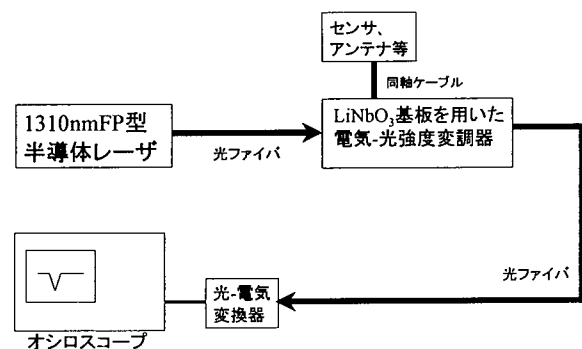 センサ、
アンテナ等
同軸ケーブル
1310nmFP型
半導体レーザ
光ファイバ
LiNbO₃基板を用いた
電気-光強度変調器
光ファイバ
光-電気
変換器
オシロスコープ